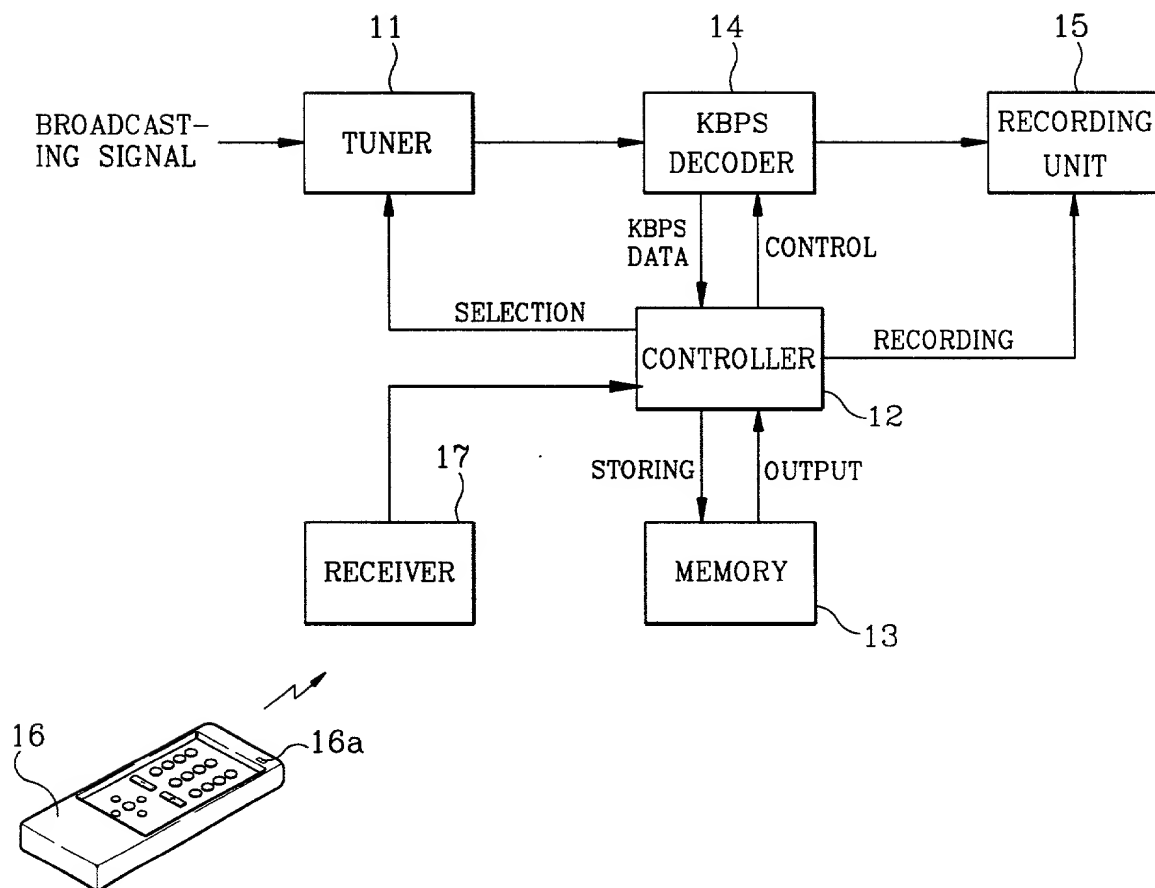 11
14
15
BROADCAST-
ING SIGNAL
TUNER
KBPS
DECODER
RECORDING
UNIT
KBPS
DATA
CONTROL
SELECTION
CONTROLLER
RECORDING
12
17
STORING
OUTPUT
RECEIVER
MEMORY
13
16
16a